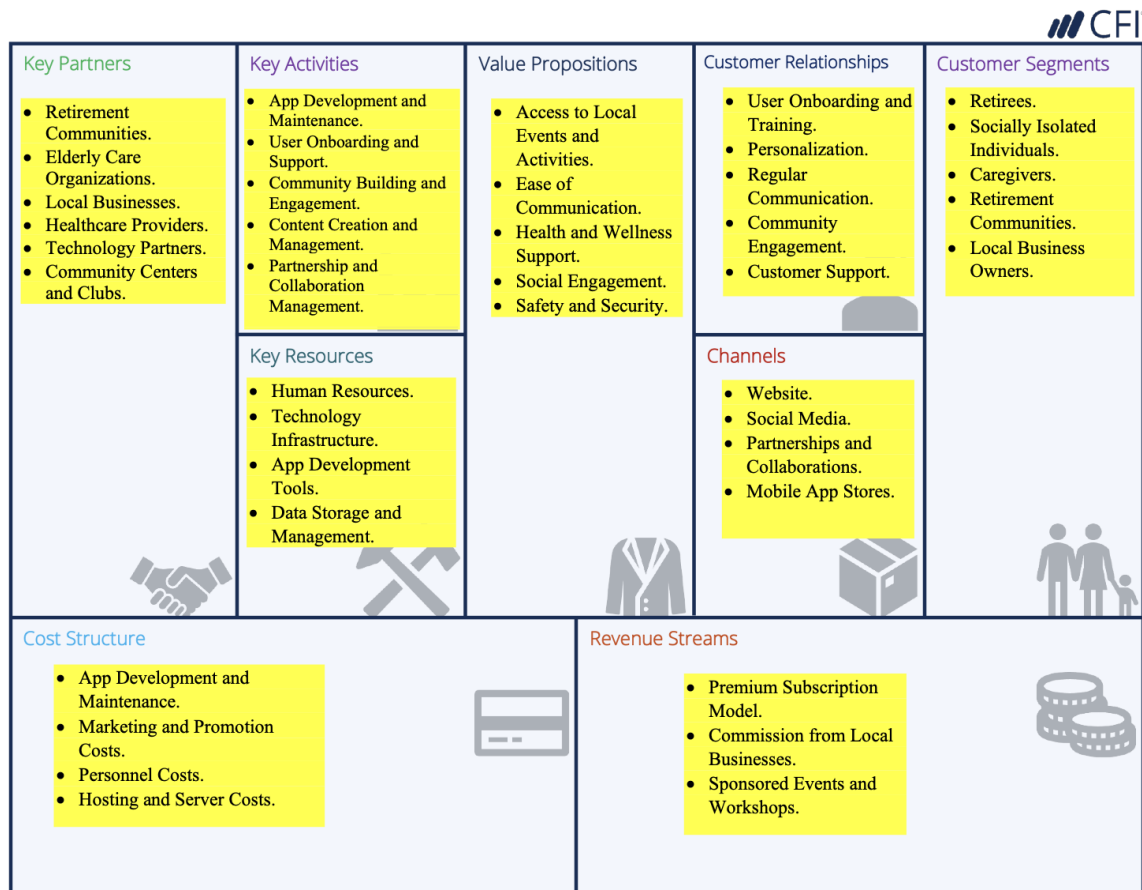 CFI
Key Partners
• Retirement
Communities.
• Elderly Care
Organizations.
• Local Businesses.
• Healthcare Providers.
• Technology Partners.
• Community Centers
and Clubs.
Key Activities
• App Development and
Maintenance.
• User Onboarding and
Support.
• Community Building and
Engagement.
• Content Creation and
Management.
• Partnership and
Collaboration
Management.
Key Resources
• Human Resources.
• Technology
Infrastructure.
• App Development
Tools.
• Data Storage and
Management.
Value Propositions
• Access to Local
Events and
Activities.
• Ease of
Communication.
• Health and Wellness
Support.
• Social Engagement.
• Safety and Security.
Customer Relationships
• User Onboarding and
Training.
• Personalization.
• Regular
Communication.
• Community
Engagement.
• Customer Support.
Channels
• Website.
• Social Media.
• Partnerships and
Collaborations.
• Mobile App Stores.
Customer Segments
• Retirees.
• Socially Isolated
Individuals.
• Caregivers.
• Retirement
Communities.
• Local Business
Owners.
Cost Structure
• App Development and
Maintenance.
• Marketing and Promotion
Costs.
• Personnel Costs.
• Hosting and Server Costs.
Revenue Streams
• Premium Subscription
Model.
• Commission from Local
Businesses.
• Sponsored Events and
Workshops.